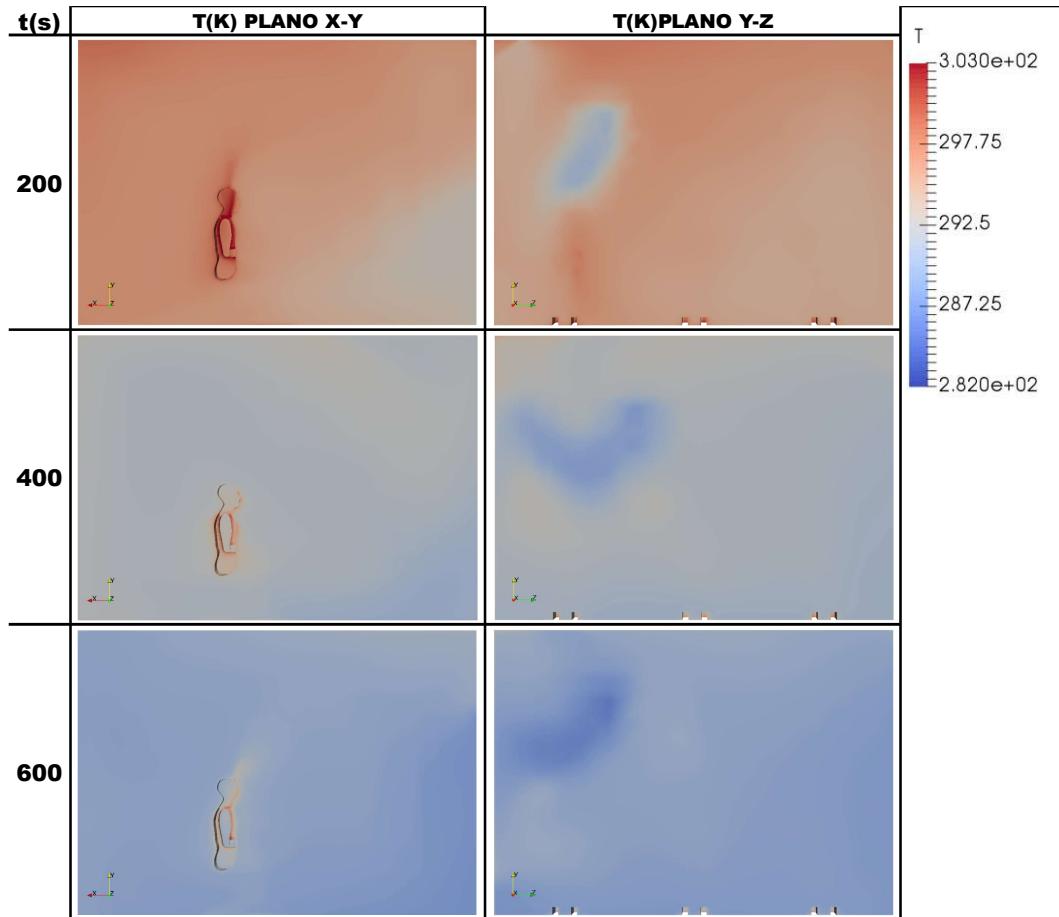 t(s) T(K) PLANO X-Y T(K)PLANO Y-Z
T
3.030e+02
297.75
292.5
287.25
2.820e+02
200
Y
X Z
Y
X Z
400
Y
X Z
Y
X Z
600
Y
X Z
Y
X Z